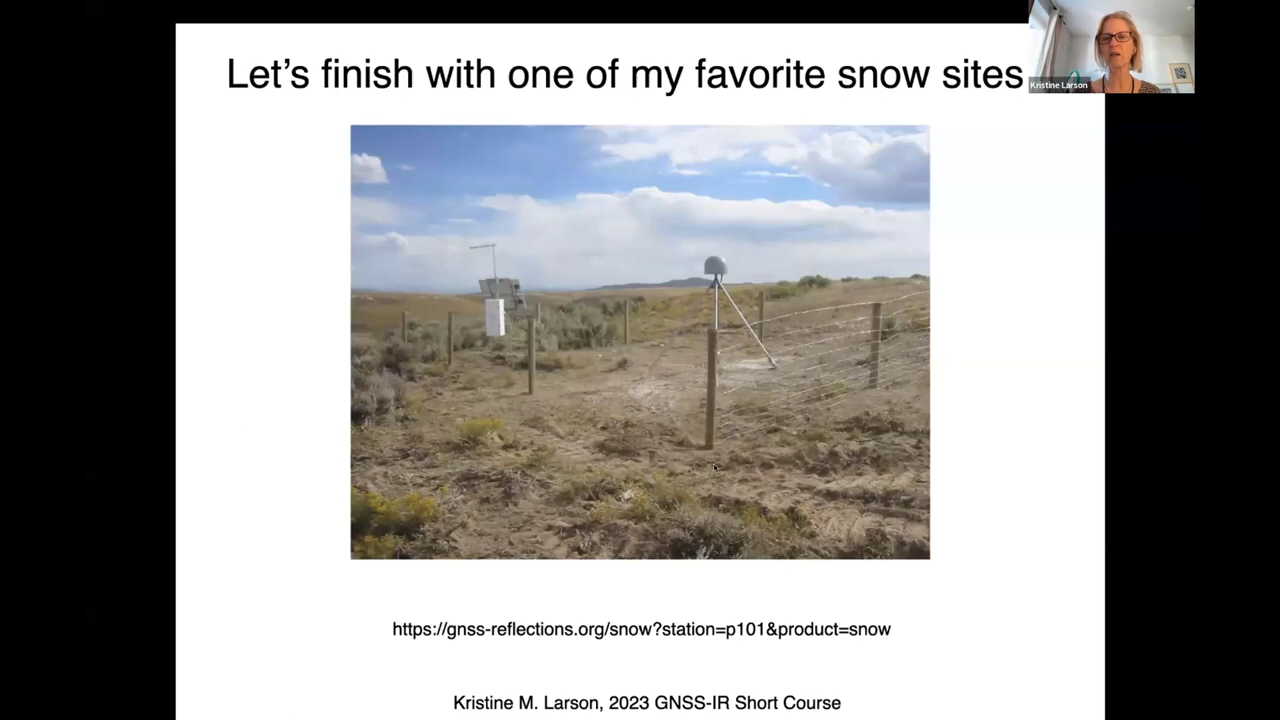 Let's finish with one of my favorite snow sites
Kristine Larson
https://gnss-reflections.org/snow?station=p101&product=snow
Kristine M. Larson, 2023 GNSS-IR Short Course